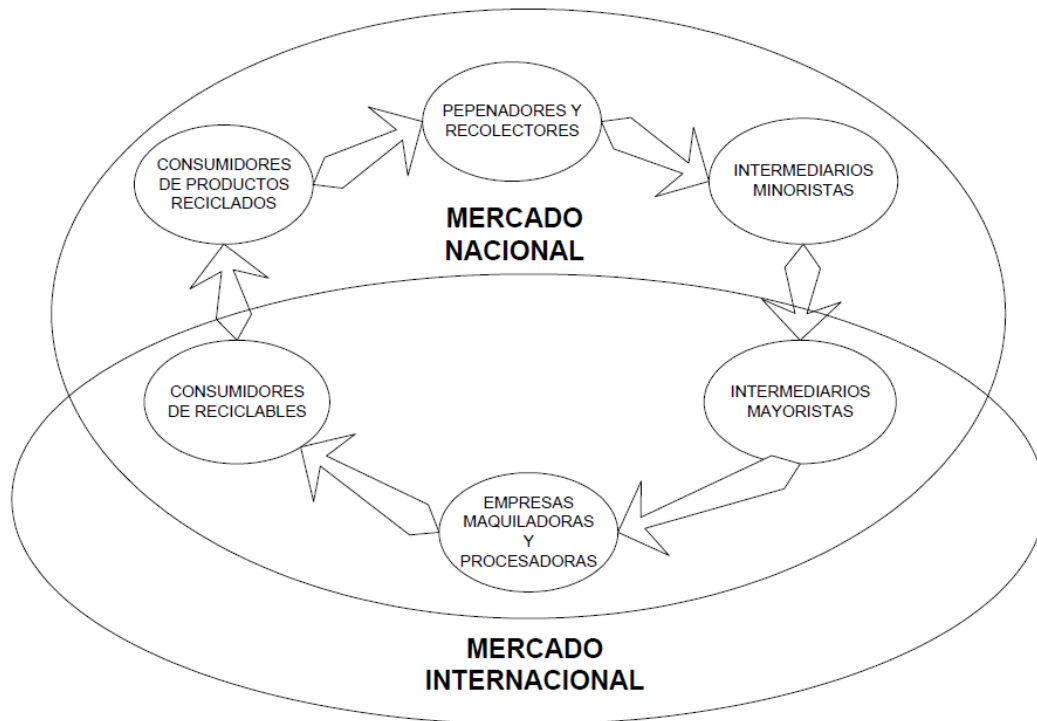 PEPENADORES Y
RECOLECTORES
CONSUMIDORES
DE PRODUCTOS
RECICLADOS
INTERMEDIARIOS
MINORISTAS
MERCADO
NACIONAL
CONSUMIDORES
DE RECICLABLES
INTERMEDIARIOS
MAYORISTAS
EMPRESAS
MAQUILADORAS
Y
PROCESADORAS
MERCADO
INTERNACIONAL